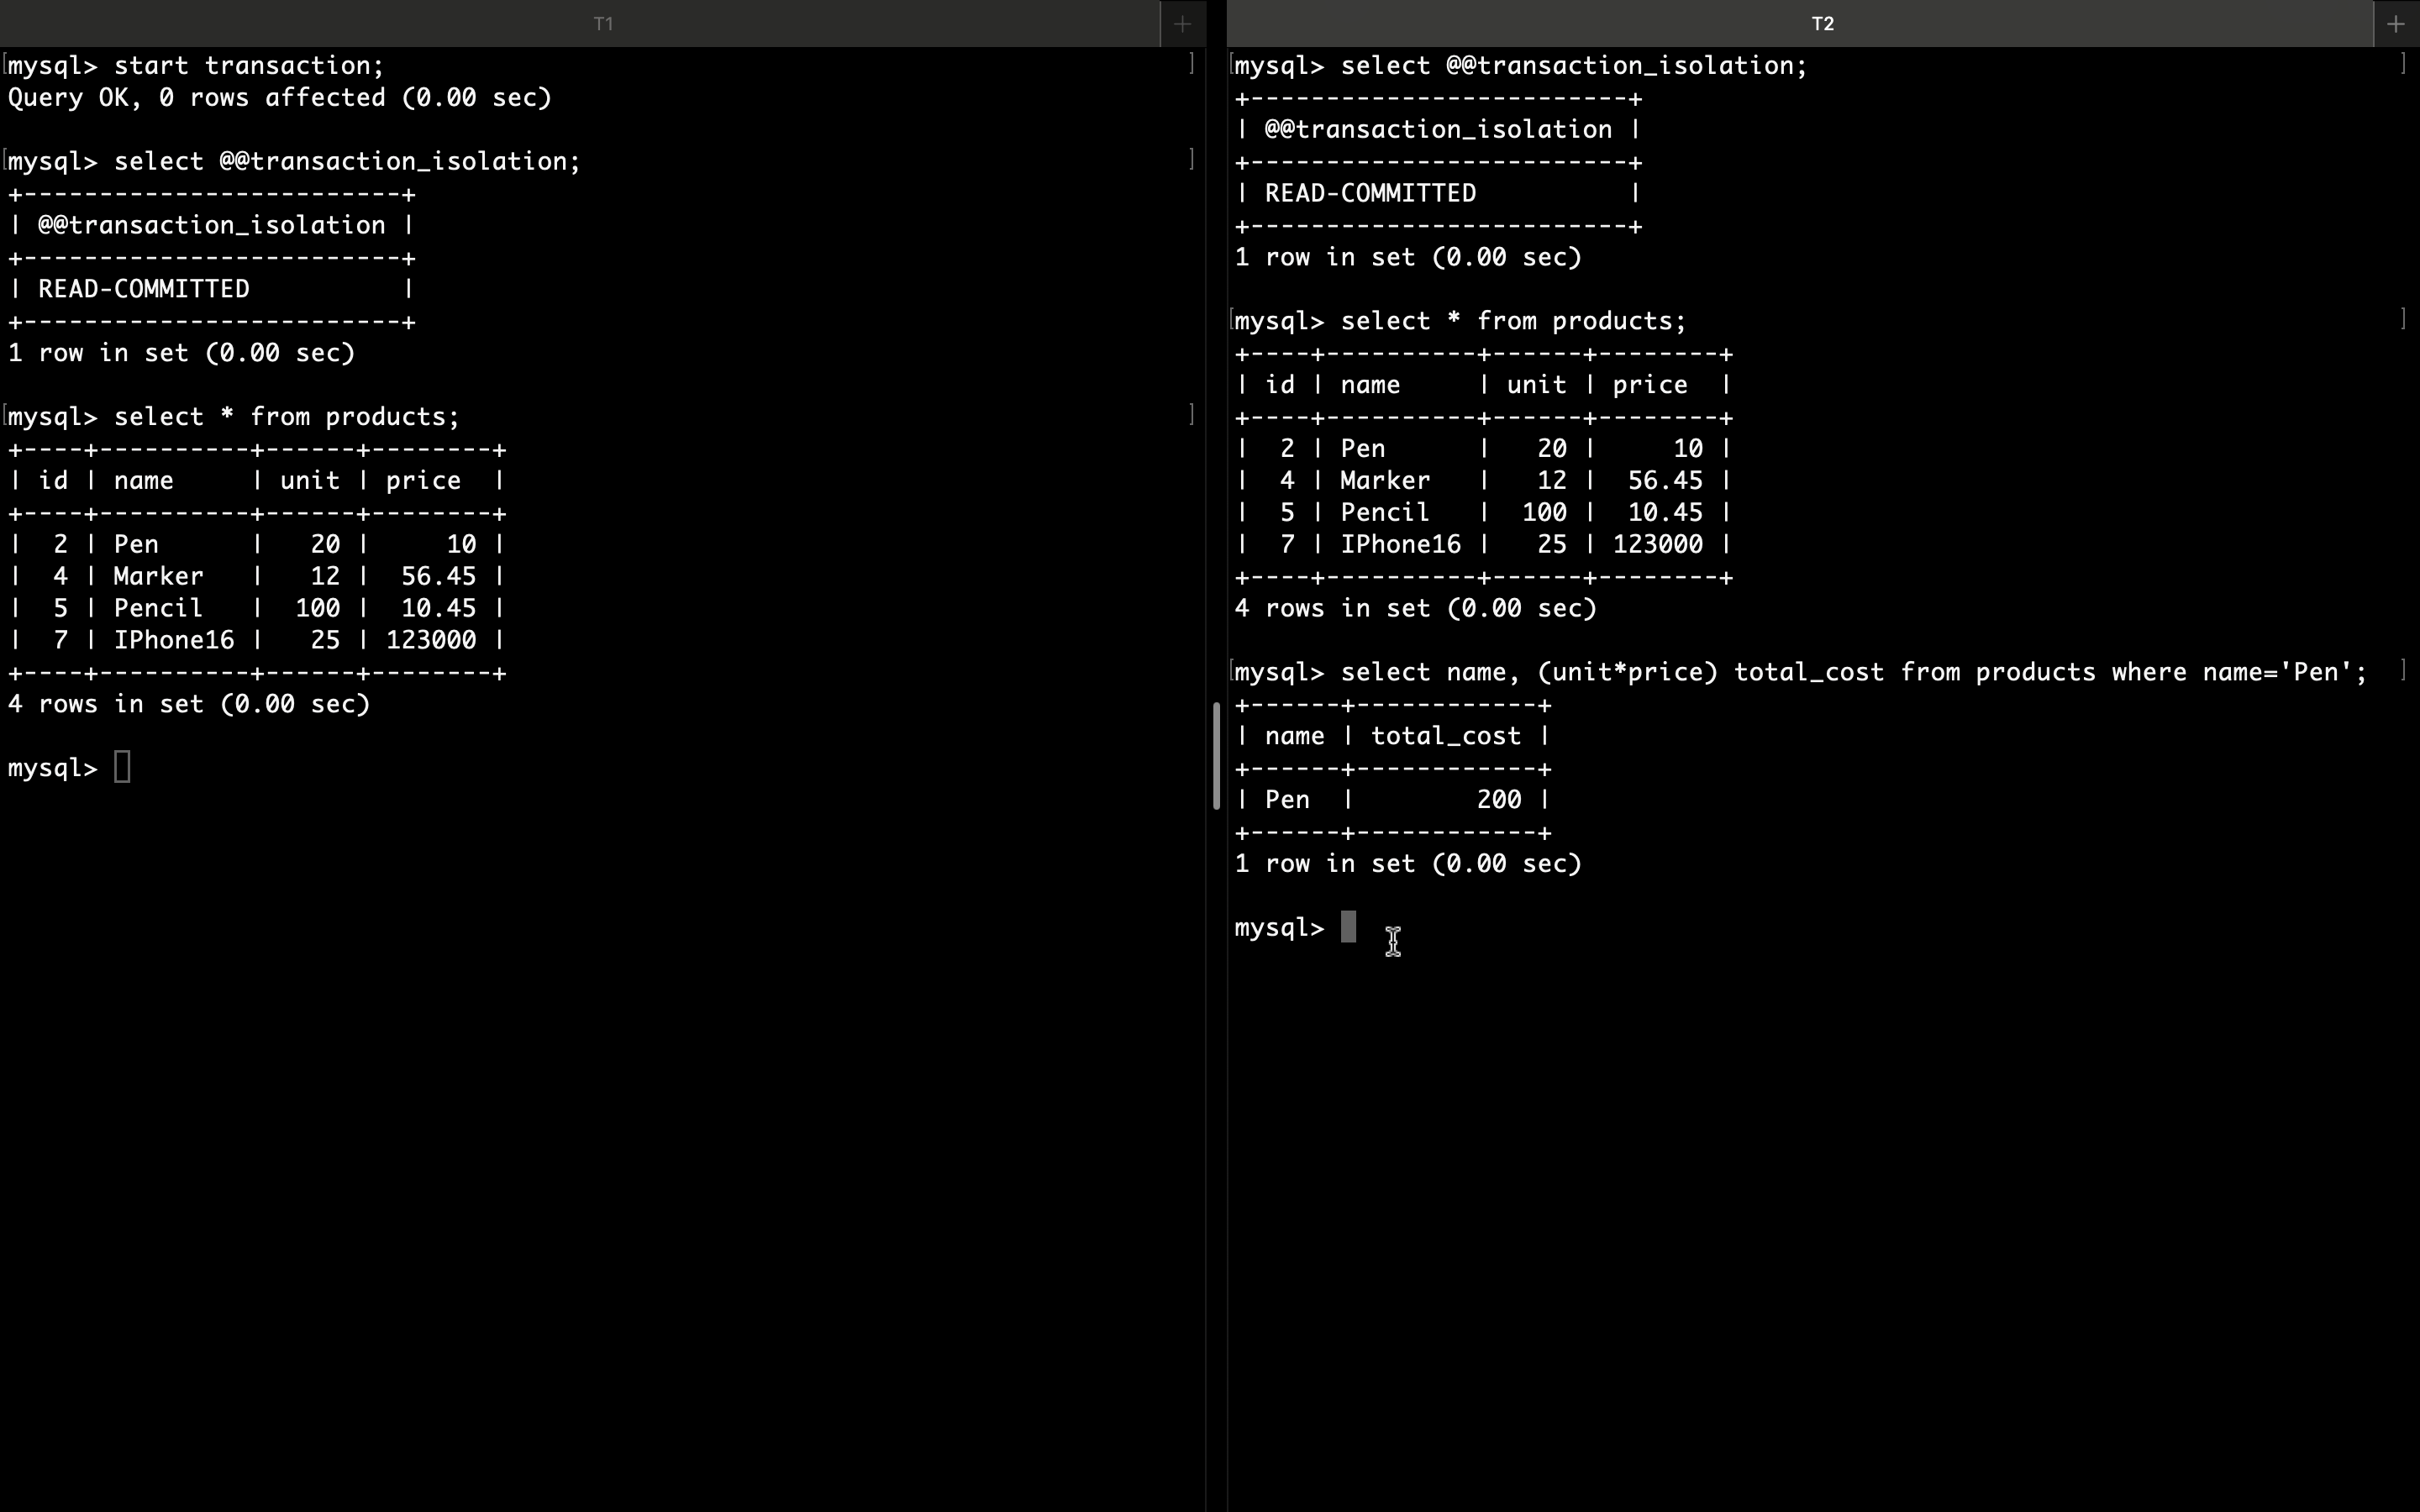 T1
mysql> start transaction;
Query OK, 0 rows affected (0.00 sec)
mysql> select @@transaction_isolation;
+-------------------------+
| @@transaction_isolation |
+-------------------------+
| READ-COMMITTED          |
+-------------------------+
1 row in set (0.00 sec)
mysql> select * from products;
+----+----------+------+--------+
| id | name     | unit | price  |
+----+----------+------+--------+
|  2 | Pen      |   20 |     10 |
|  4 | Marker   |   12 |  56.45 |
|  5 | Pencil   |  100 |  10.45 |
|  7 | IPhone16 |   25 | 123000 |
+----+----------+------+--------+
4 rows in set (0.00 sec)
mysql>
T2
mysql> select @@transaction_isolation;
+-------------------------+
| @@transaction_isolation |
+-------------------------+
| READ-COMMITTED          |
+-------------------------+
1 row in set (0.00 sec)
mysql> select * from products;
+----+----------+------+--------+
| id | name     | unit | price  |
+----+----------+------+--------+
|  2 | Pen      |   20 |     10 |
|  4 | Marker   |   12 |  56.45 |
|  5 | Pencil   |  100 |  10.45 |
|  7 | IPhone16 |   25 | 123000 |
+----+----------+------+--------+
4 rows in set (0.00 sec)
mysql> select name, (unit*price) total_cost from products where name='Pen';
+------+------------+
| name | total_cost |
+------+------------+
| Pen  |        200 |
+------+------------+
1 row in set (0.00 sec)
mysql>